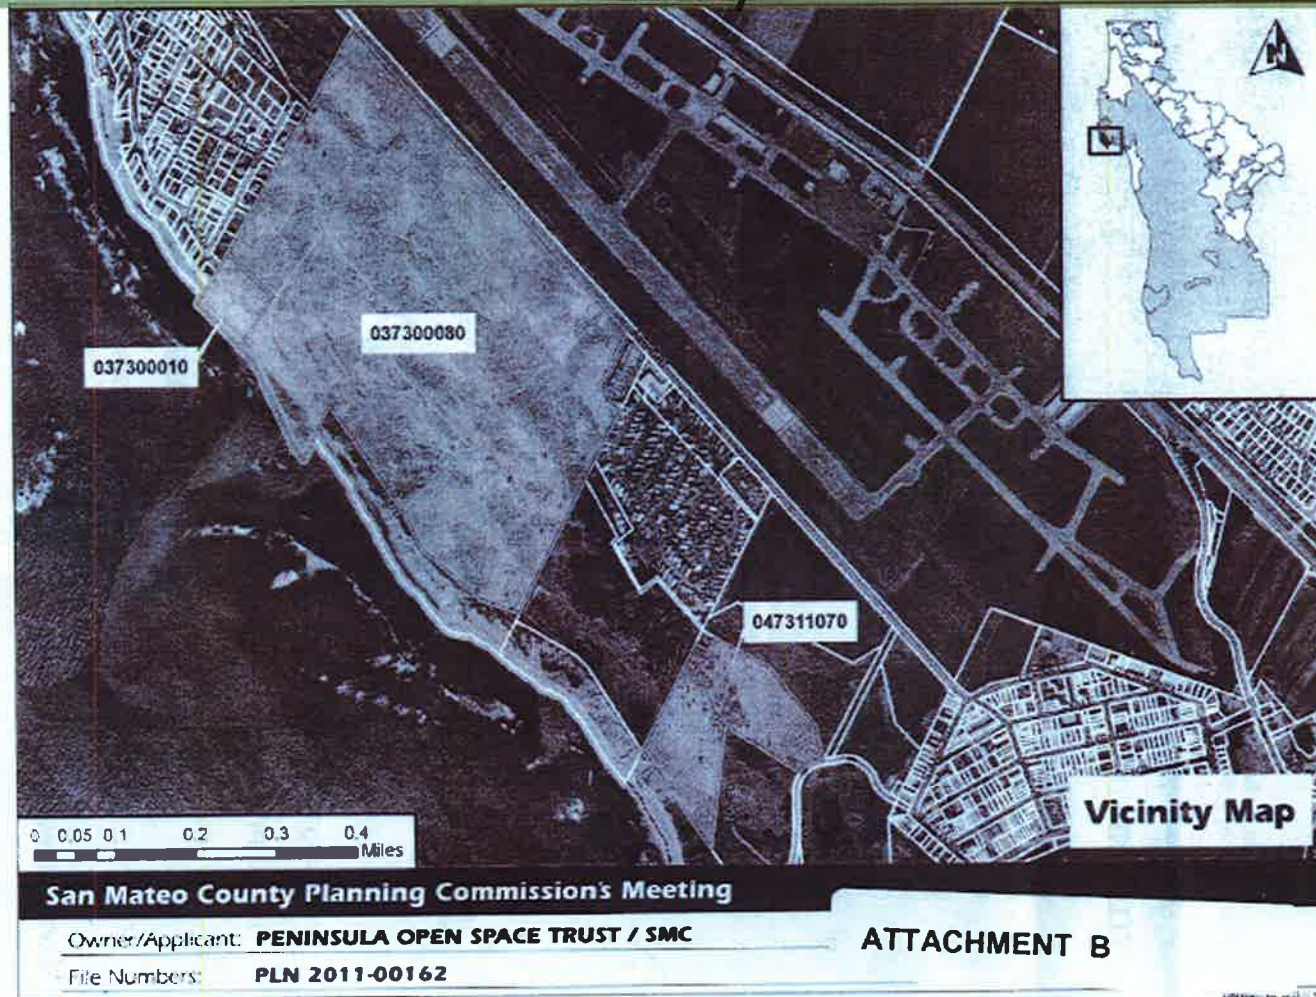 N
037300080
037300010
047311070
Vicinity Map
0 0.05 0.1 0.2 0.3 0.4
Miles
San Mateo County Planning Commission's Meeting
Owner/Applicant: PENINSULA OPEN SPACE TRUST / SMC
ATTACHMENT B
File Numbers: PLN 2011-00162